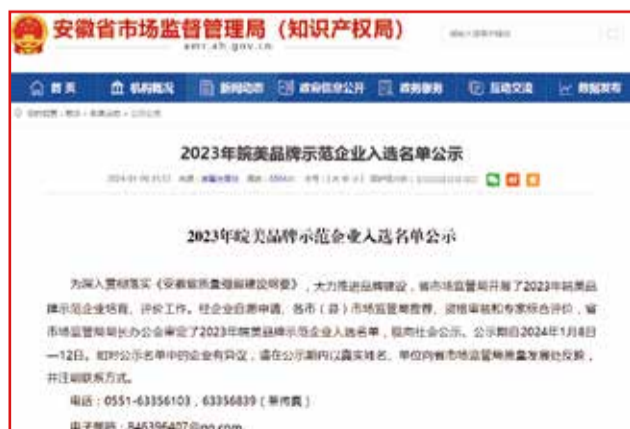 安徽省市场监督管理局（知识产权局）
amr.ah.gov.cn
首页 机构概况 新闻动态 政府信息公开 政务服务 互动交流 数据发布
2023年皖美品牌示范企业入选名单公示
2023年皖美品牌示范企业入选名单公示
为深入贯彻落实《安徽省质量强省建设纲要》，大力推进品牌建设，省市场监管局开展了2023年皖美品
牌示范企业培育、评价工作。经企业自愿申请、各市（县）市场监管局推荐、资格审核和专家综合评价，省
市场监管局局长办公会审定了2023年皖美品牌示范企业入选名单，现向社会公示。公示期自2024年1月8日
—12日。如对公示名单中的企业有异议，请在公示期内以真实姓名、单位向省市场监管局质量发展处反映，
并注明联系方式。
电话：0551-63356103，63356839（兼传真）
电子邮箱：846396407@qq.com